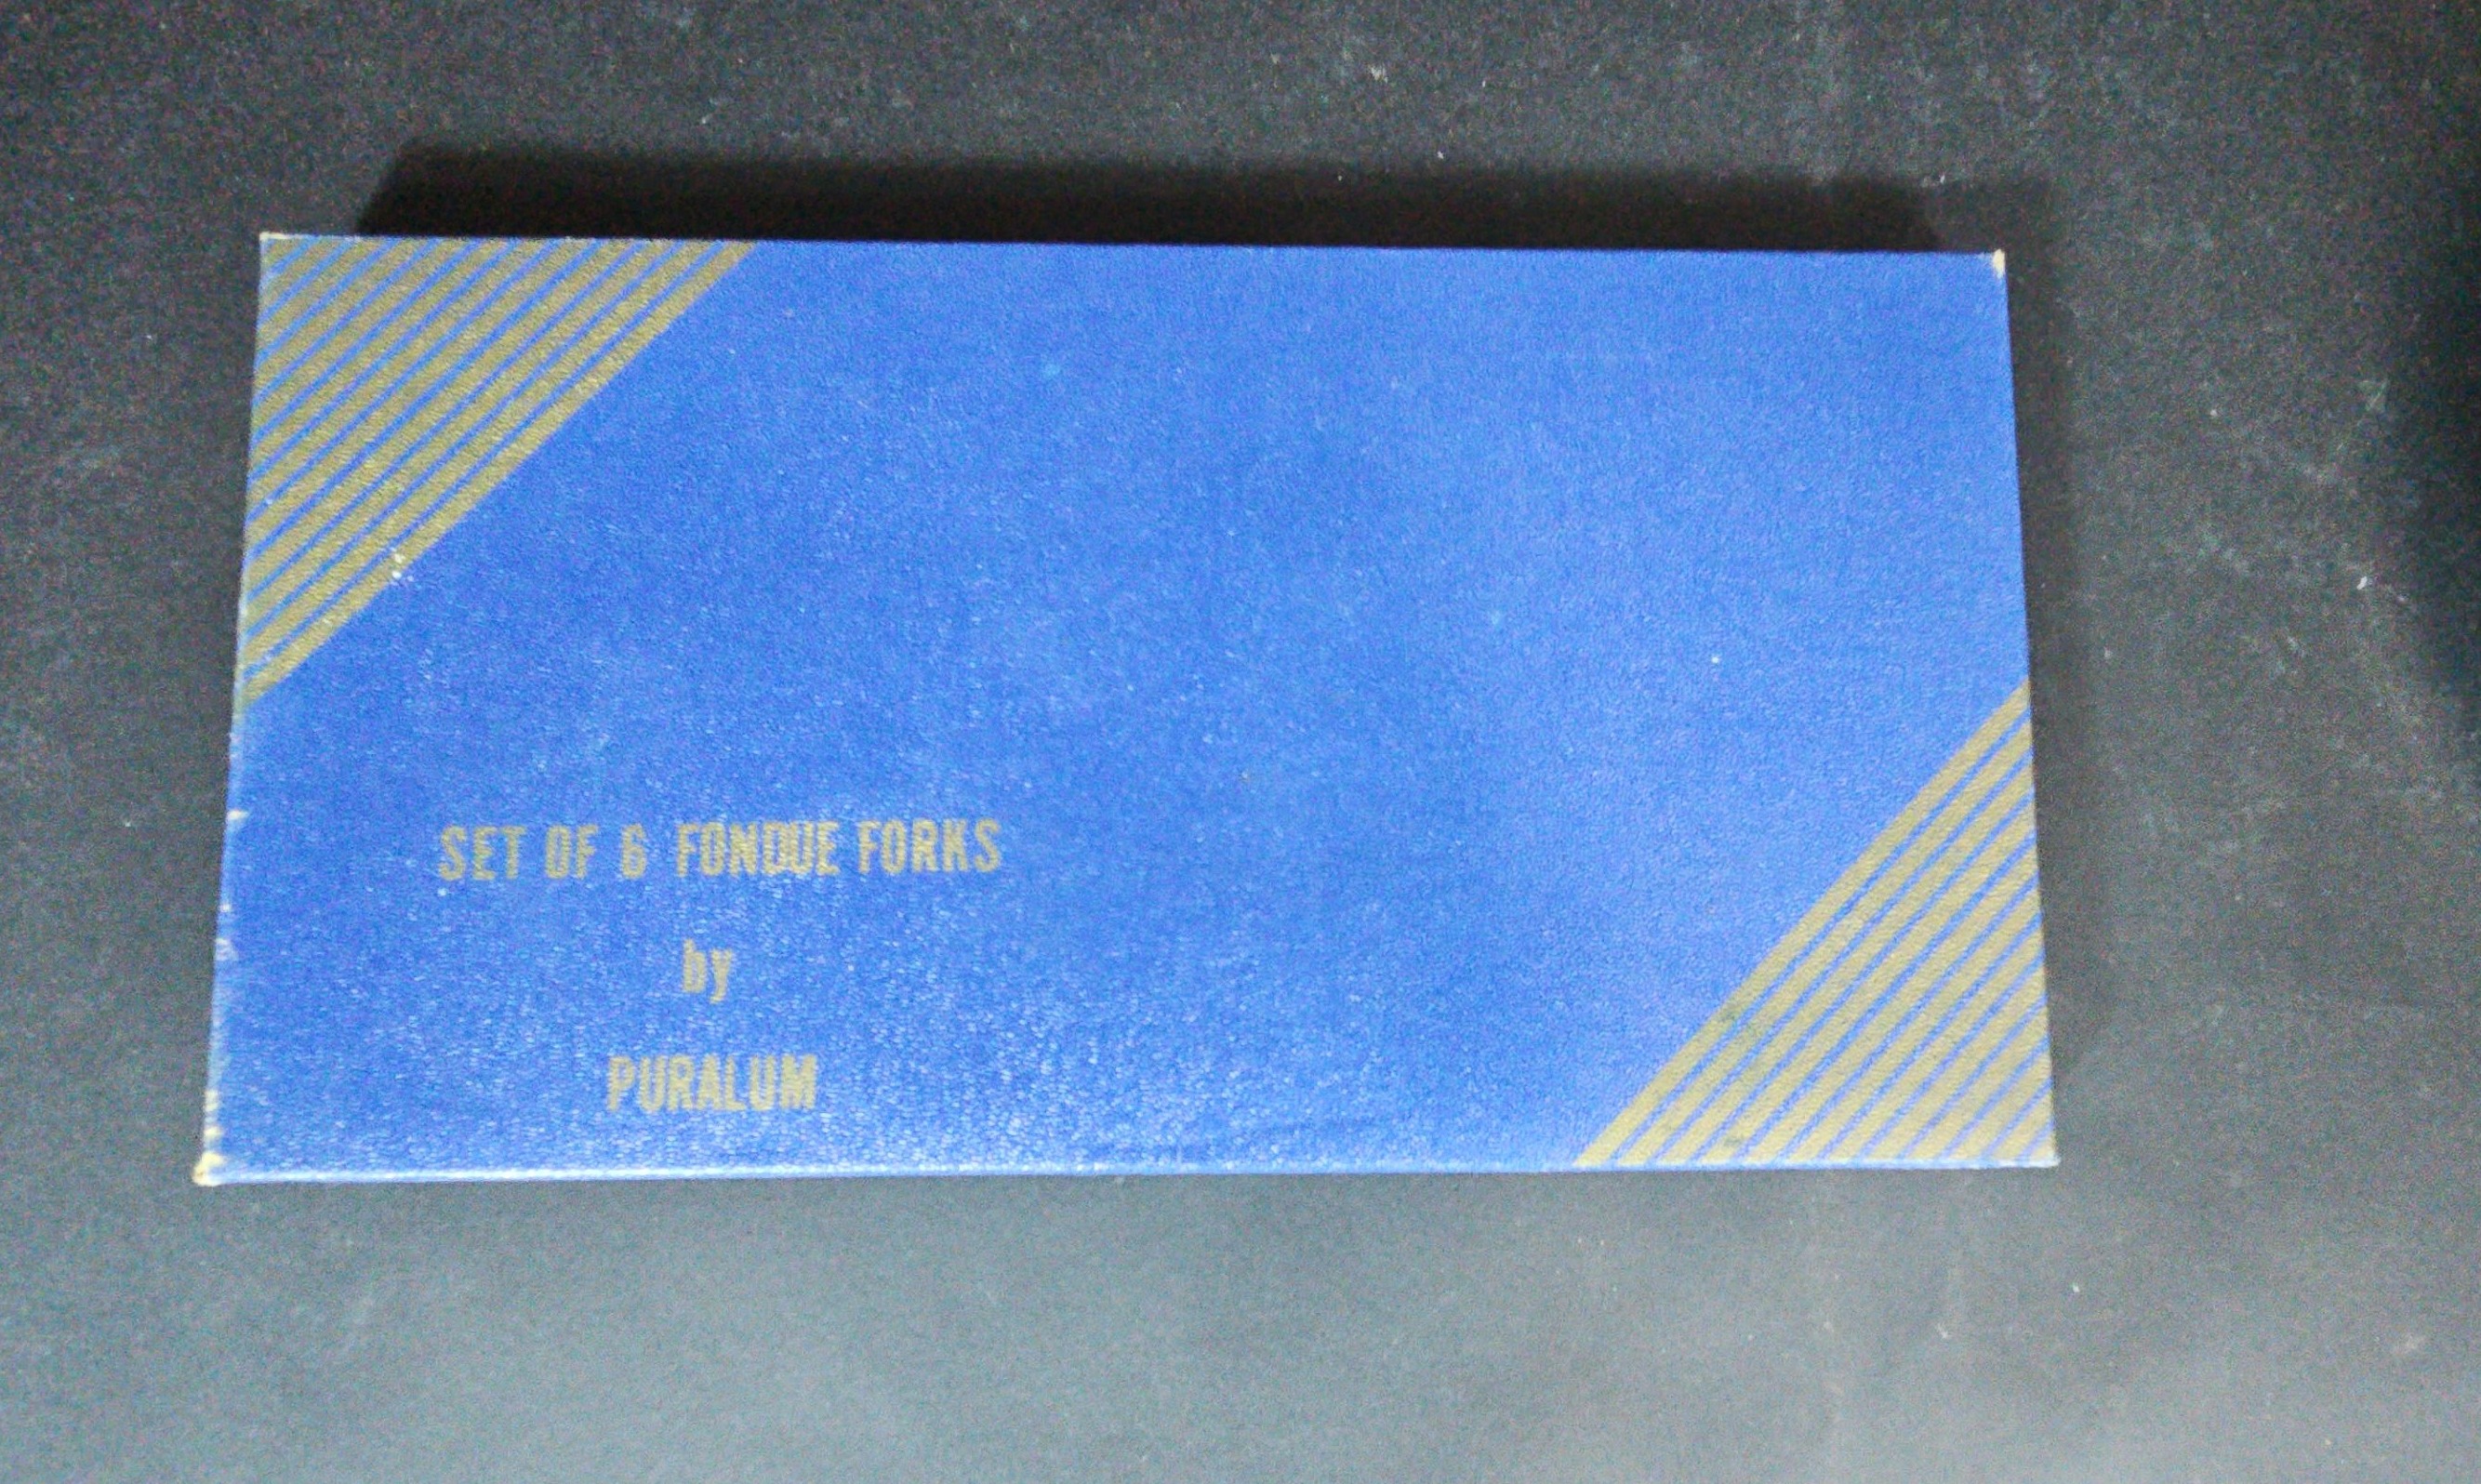 SET OF 6 FONDUE FORKS
by
PURALUM